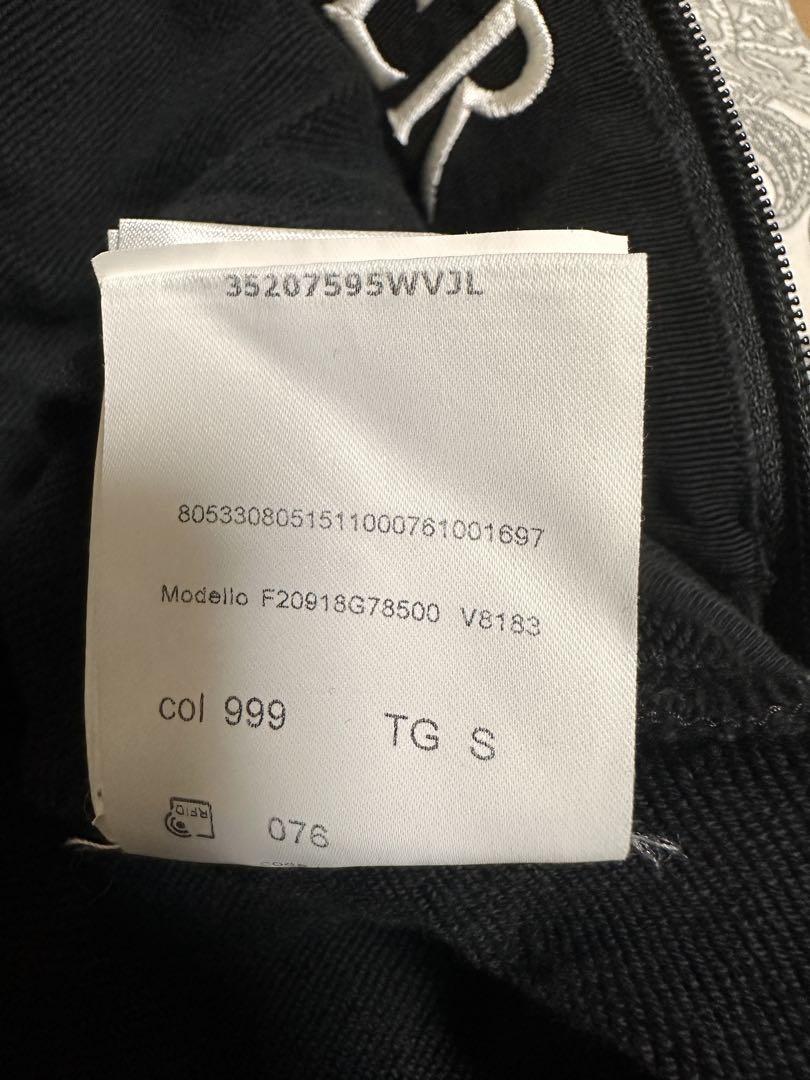 R
35207595WVJL
8053308051511000761001697
Modello F20918G78500 V8183
col 999 TG S
RFID
076